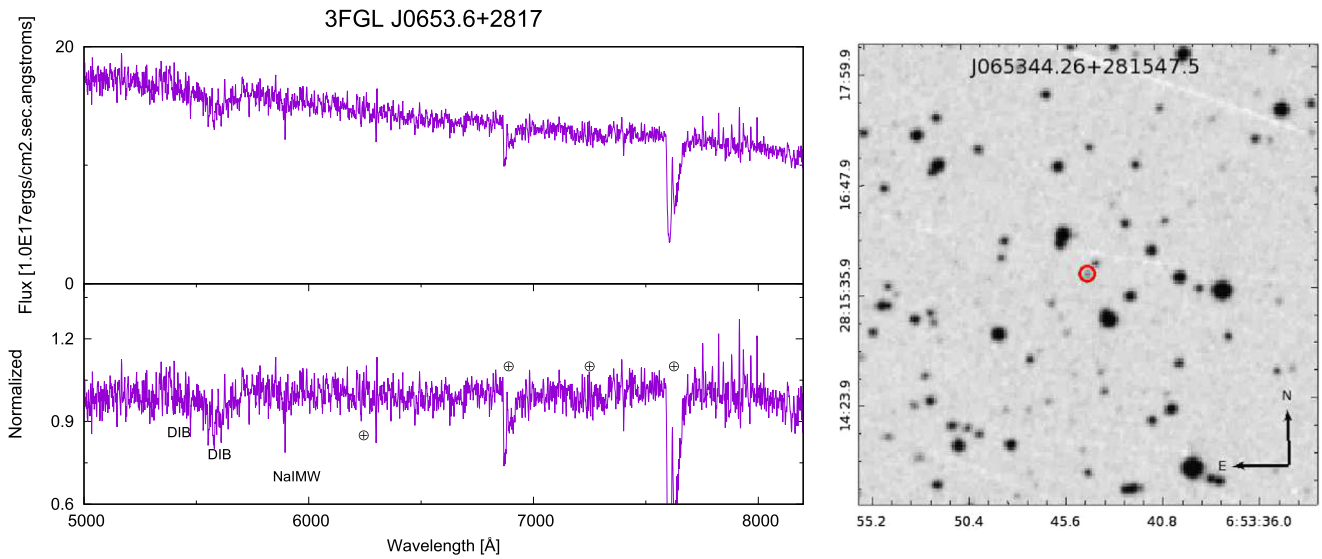 3FGL J0653.6+2817
20
0
Flux [1.0E17ergs/cm2.sec.angstroms]
1.2
0.9
0.6
Normalized
DIB
DIB
NaIMW
5000
6000
7000
8000
Wavelength [Å]
J065344.26+281547.5
17:59.9
16:47.9
28:15:35.9
14:23.9
N
E
55.2
50.4
45.6
40.8
6:53:36.0